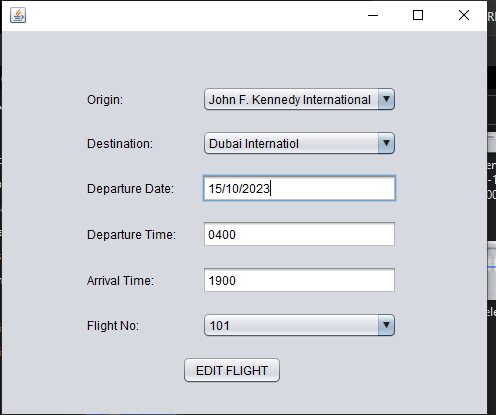 Origin: John F. Kennedy International
Destination: Dubai Internatiol
Departure Date: 15/10/2023
Departure Time: 0400
Arrival Time: 1900
Flight No: 101
EDIT FLIGHT